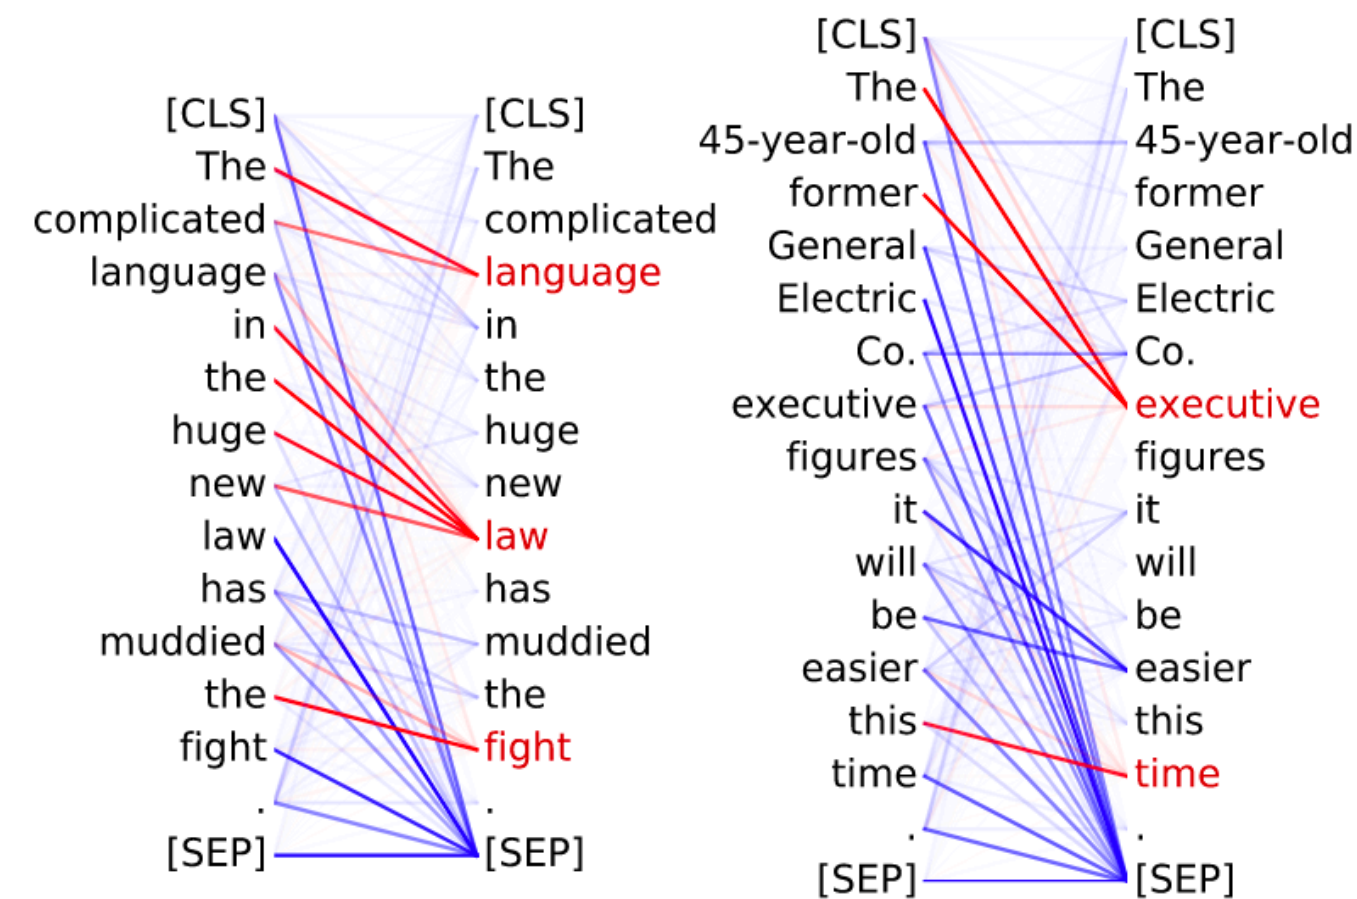 [CLS] [CLS]
The The
complicated complicated
language language
in in
the the
huge huge
new new
law law
has has
muddied muddied
the the
fight fight
. .
[SEP] [SEP]
[CLS] [CLS]
The The
45-year-old 45-year-old
former former
General General
Electric Electric
Co. Co.
executive executive
figures figures
it it
will will
be be
easier easier
this this
time time
. .
[SEP] [SEP]